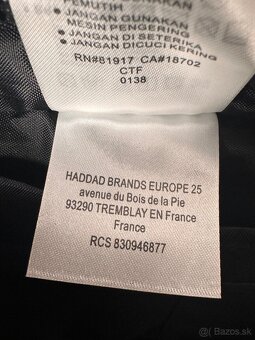 PEMUTIH
• JANGAN GUNAKAN
MESIN PENGERING
• JANGAN DI SETERIKA
• JANGAN DICUCI KERING
RN#81917 CA#18702
CTF
0138
HADDAD BRANDS EUROPE 25
avenue du Bois de la Pie
93290 TREMBLAY EN France
France
RCS 830946877
Bazos.sk